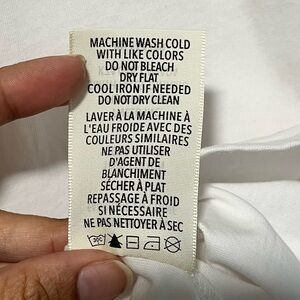 MACHINE WASH COLD
WITH LIKE COLORS
DO NOT BLEACH
DRY FLAT
COOL IRON IF NEEDED
DO NOT DRY CLEAN
LAVER À LA MACHINE À
L'EAU FROIDE AVEC DES
COULEURS SIMILAIRES
NE PAS UTILISER
D'AGENT DE
BLANCHIMENT
SÉCHER À PLAT
REPASSAGE À FROID
SI NÉCESSAIRE
NE PAS NETTOYER À SEC